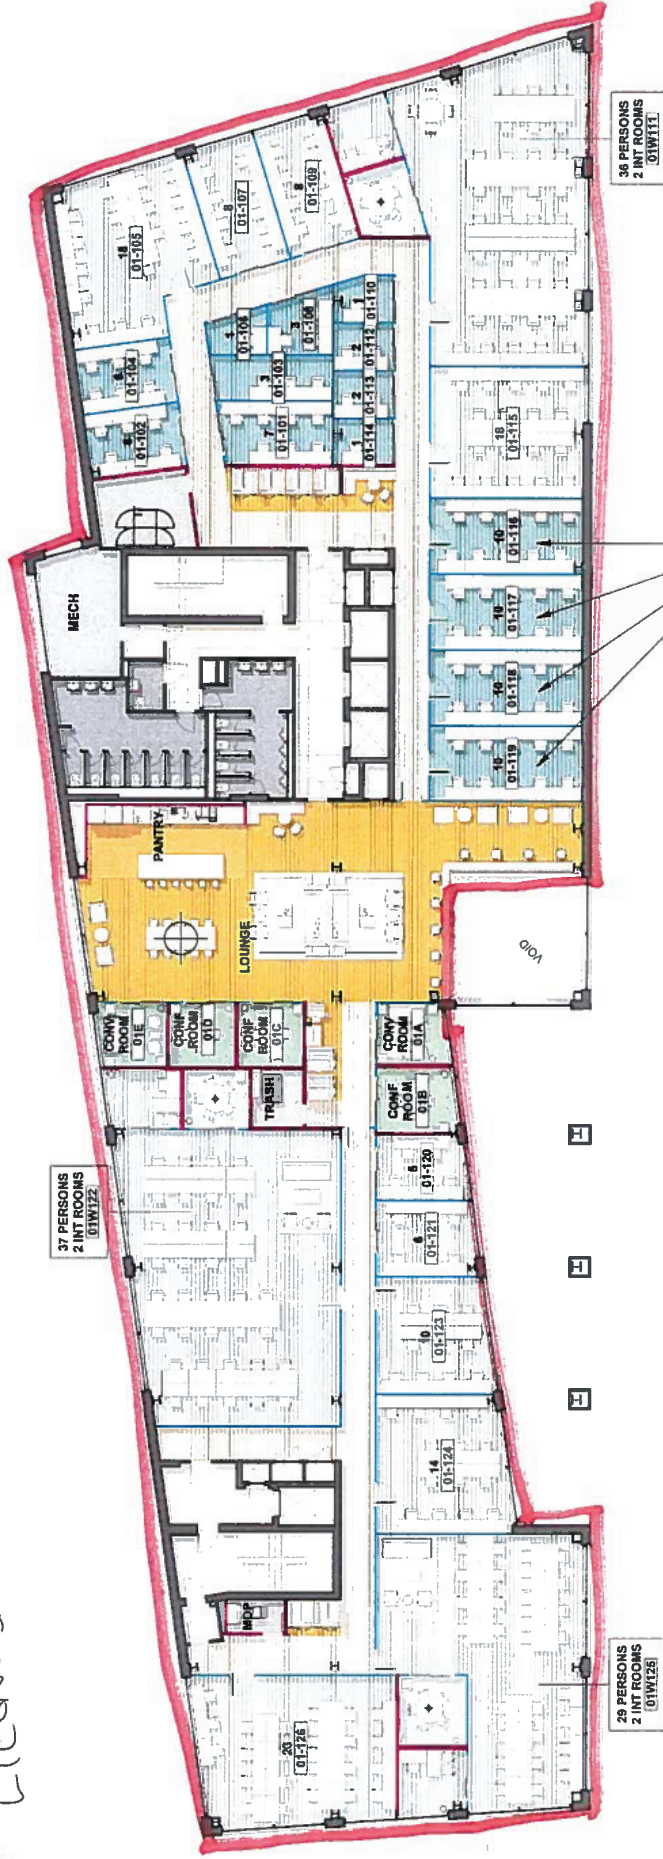 36 PERSONS
2 INT ROOMS
01W111
18
01-105
8
01-107
8
01-109
01-104
01-102
1
01-106
3
01-108
1
01-110
2
01-112
3
01-103
2
01-113
7
01-101
1
01-114
18
01-115
10
01-116
10
01-117
10
01-118
10
01-119
MECH
PANTRY
LOUNGE
VOID
CONV
ROOM
01E
CONF
ROOM
01D
CONF
ROOM
01C
CONV
ROOM
01A
CONF
ROOM
01B
TRASH
37 PERSONS
2 INT ROOMS
01W122
01-120
6
01-121
10
01-123
14
01-124
MOP
20
01-126
29 PERSONS
2 INT ROOMS
01W125